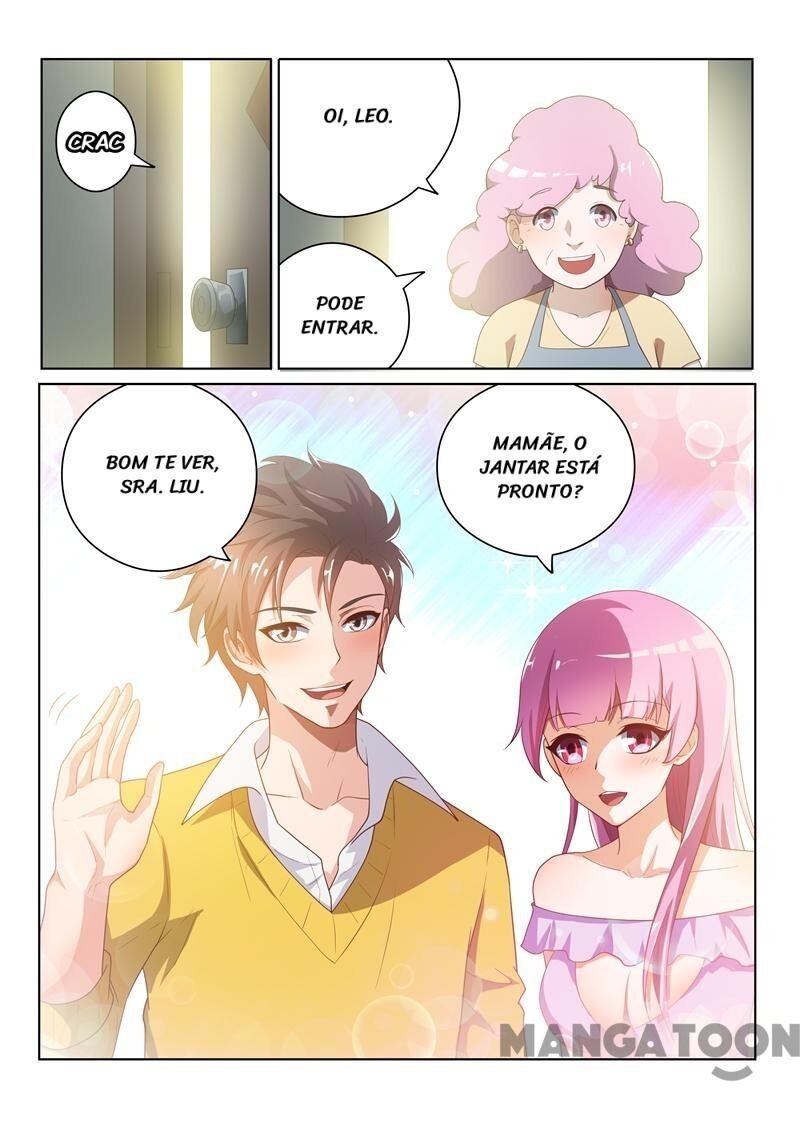 CRAC
OI, LEO.
PODE
ENTRAR.
BOM TE VER,
SRA. LIU.
MAMÃE, O
JANTAR ESTÁ
PRONTO?
MANGATOON